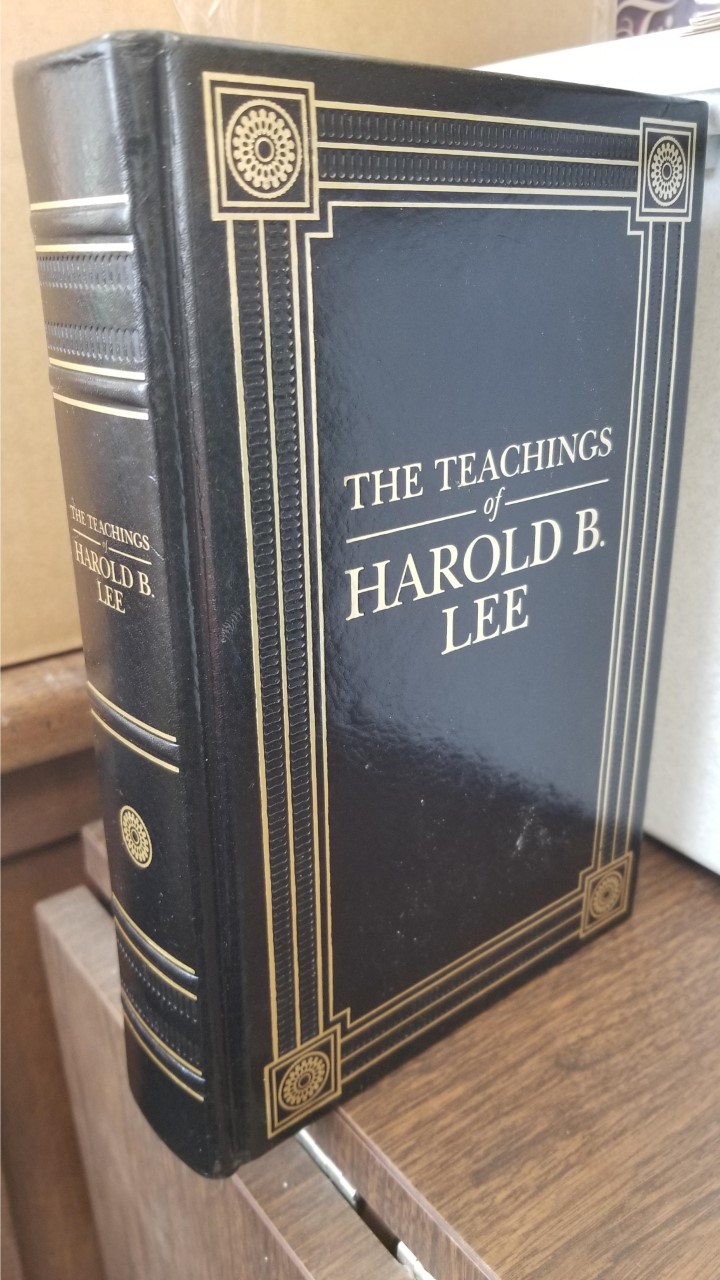 THE TEACHINGS
of
HAROLD B.
LEE
THE TEACHINGS
of
HAROLD B.
LEE